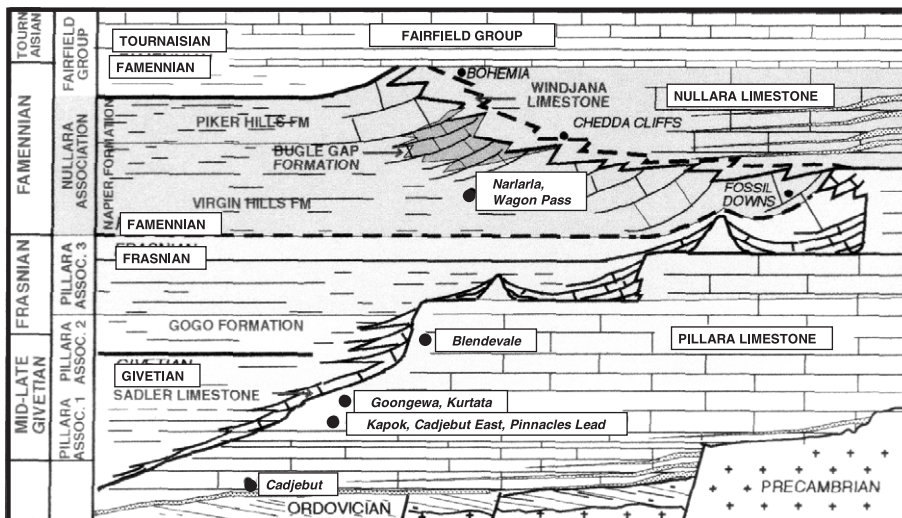 TOURN
AISIAN
FAIRFIELD
GROUP
TOURNAISIAN
FAIRFIELD GROUP
FAMENNIAN
BOHEMIA
WINDJANA
LIMESTONE
NULLARA LIMESTONE
PIKER HILLS FM
CHEDDA CLIFFS
BUGLE GAP
FORMATION
X
FAMENNIAN
NULLARA
ASSOCIATION
NAPIER FORMATION
Narlarla,
Wagon Pass
FOSSIL
DOWNS
VIRGIN HILLS FM
FAMENNIAN
FRASNIAN
FRASNIAN
FRASNIAN
PILLARA
ASSOC. 3
GOGO FORMATION
PILLARA
ASSOC. 2
Blendevale
PILLARA LIMESTONE
MID-LATE
GIVETIAN
GIVETIAN
GIVETIAN
SADLER LIMESTONE
PILLARA
ASSOC. 1
Goongewa, Kurtata
Kapok, Cadjebut East, Pinnacles Lead
Cadjebut
ORDOVICIAN
PRECAMBRIAN